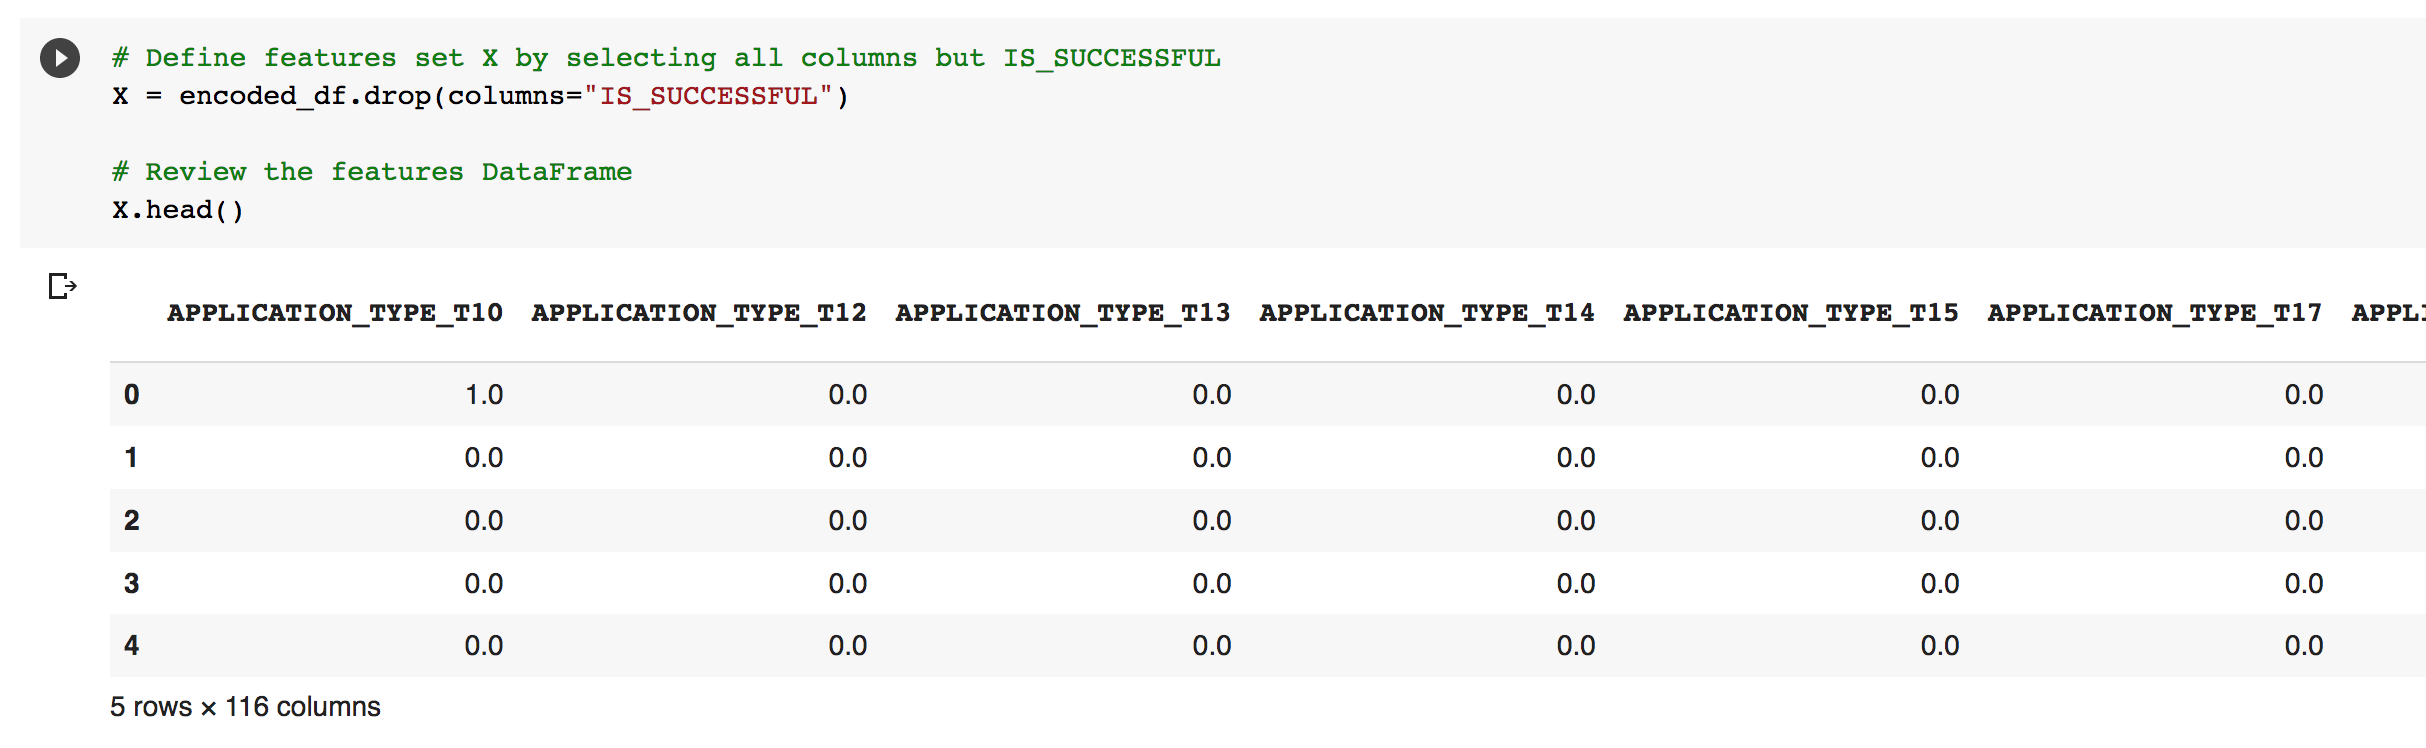 # Define features set X by selecting all columns but IS_SUCCESSFUL
X = encoded_df.drop(columns="IS_SUCCESSFUL")
# Review the features DataFrame
X.head()
APPLICATION_TYPE_T10 APPLICATION_TYPE_T12 APPLICATION_TYPE_T13 APPLICATION_TYPE_T14 APPLICATION_TYPE_T15 APPLICATION_TYPE_T17
0 1.0 0.0 0.0 0.0 0.0 0.0
1 0.0 0.0 0.0 0.0 0.0 0.0
2 0.0 0.0 0.0 0.0 0.0 0.0
3 0.0 0.0 0.0 0.0 0.0 0.0
4 0.0 0.0 0.0 0.0 0.0 0.0
5 rows × 116 columns